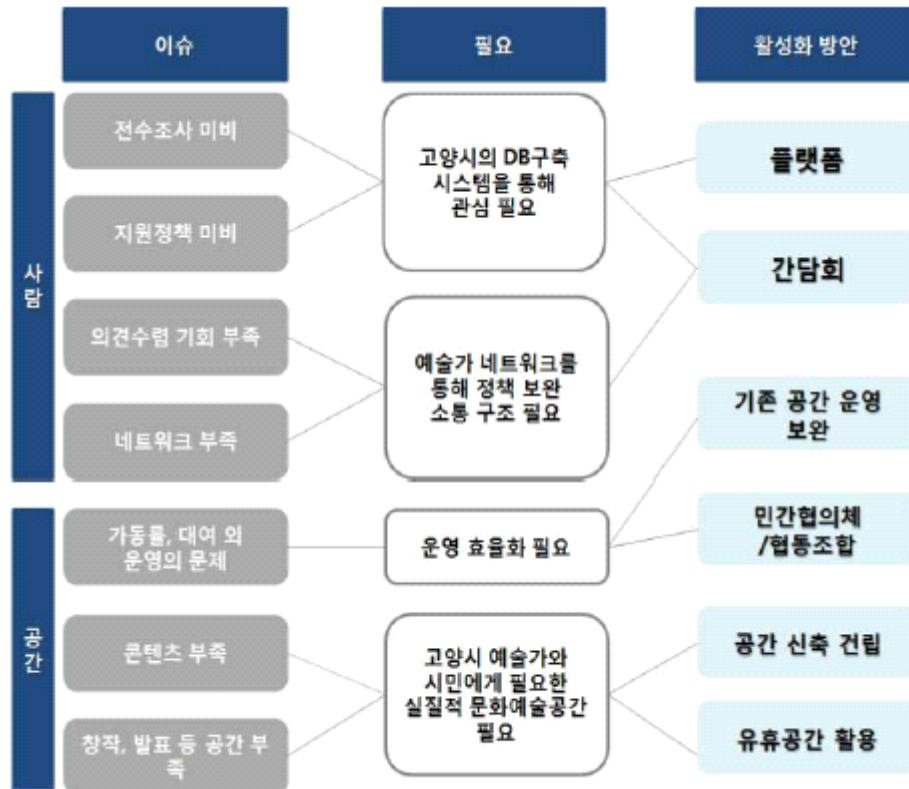 이슈
필요
활성화 방안
사람
전수조사 미비
지원정책 미비
의견수렴 기회 부족
네트워크 부족
고양시의 DB구축
시스템을 통해
관심 필요
예술가 네트워크를
통해 정책 보완
소통 구조 필요
플랫폼
간담회
기존 공간 운영
보완
공간
가동률, 대여 외
운영의 문제
콘텐츠 부족
창작, 발표 등 공간 부
족
운영 효율화 필요
고양시 예술가와
시민에게 필요한
실질적 문화예술공간
필요
민간협의체
/협동조합
공간 신축 건립
유휴공간 활용